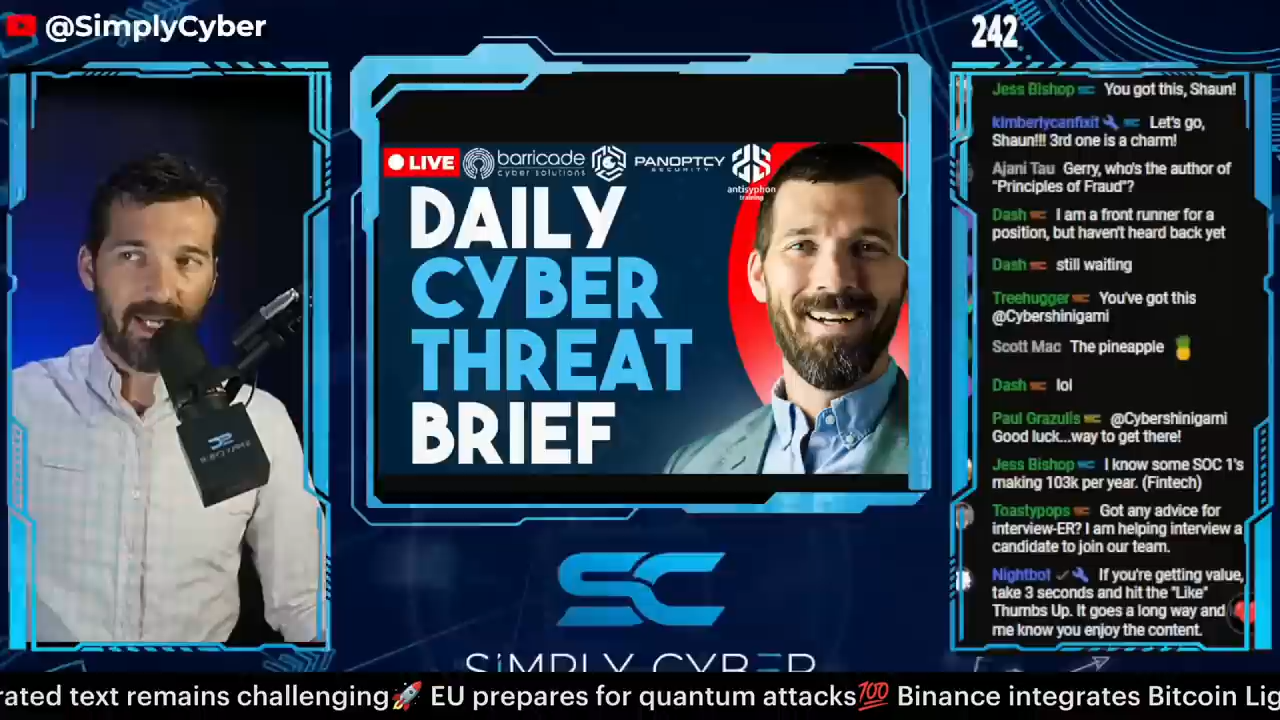 @SimplyCyber
242
LIVE
barricade
cyber solutions
PANOPTCY
SECURITY
antisyphon
training
DAILY
CYBER
THREAT
BRIEF
SC
SIMPLY CYBER
Jess Bishop You got this, Shaun!
kimberlycanfixit Let's go,
Shaun!!! 3rd one is a charm!
Ajani Tau Gerry, who's the author of
"Principles of Fraud"?
Dash I am a front runner for a
position, but haven't heard back yet
Dash still waiting
Treehugger You've got this
@Cybershinigami
Scott Mac The pineapple 🍍
Dash lol
Paul Grazulis @Cybershinigami
Good luck...way to get there!
Jess Bishop I know some SOC 1's
making 103k per year. (Fintech)
Toastypops Got any advice for
interview-ER? I am helping interview a
candidate to join our team.
Nightbot If you're getting value,
take 3 seconds and hit the "Like"
Thumbs Up. It goes a long way and
me know you enjoy the content.
rated text remains challenging🚀 EU prepares for quantum attacks💯 Binance integrates Bitcoin Lig